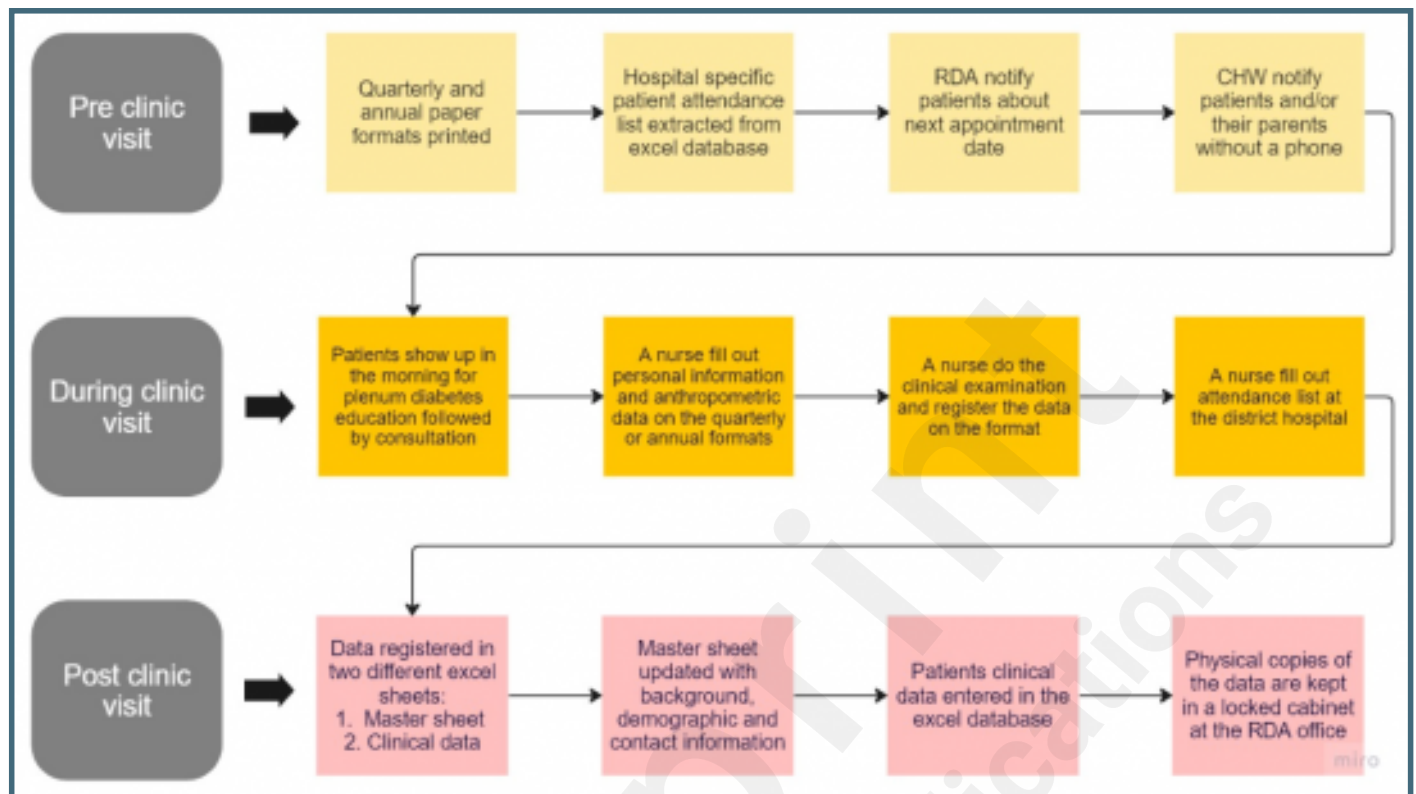 Pre clinic
visit
Quarterly and
annual paper
formats printed
Hospital specific
patient attendance
list extracted from
excel database
RDA notify
patients about
next appointment
date
CHW notify
patients and/or
their parents
without a phone
During clinic
visit
Patients show up in
the morning for
plenum diabetes
education followed
by consultation
A nurse fill out
personal information
and anthropometric
data on the quarterly
or annual formats
A nurse do the
clinical examination
and register the data
on the format
A nurse fill out
attendance list at
the district hospital
Post clinic
visit
Data registered in
two different excel
sheets:
1. Master sheet
2. Clinical data
Master sheet
updated with
background,
demographic and
contact information
Patients clinical
data entered in the
excel database
Physical copies of
the data are kept
in a locked cabinet
at the RDA office
miro